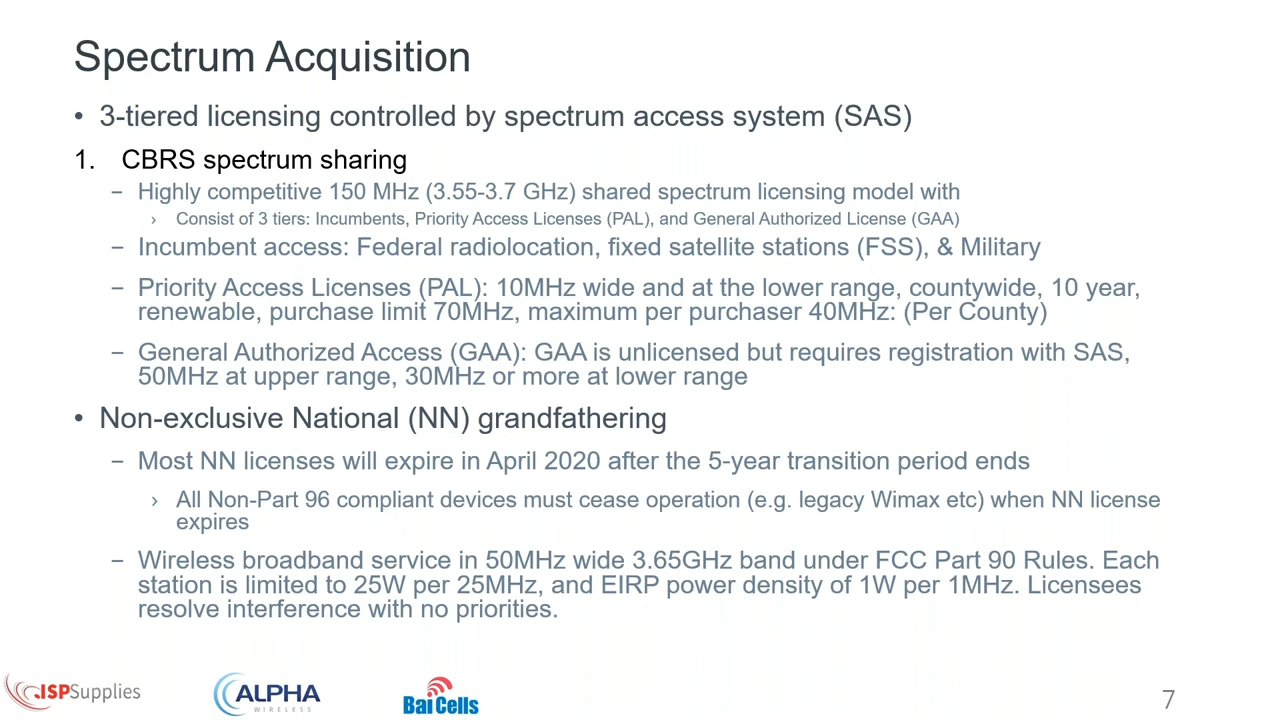 Spectrum Acquisition
• 3-tiered licensing controlled by spectrum access system (SAS)
1. CBRS spectrum sharing
– Highly competitive 150 MHz (3.55-3.7 GHz) shared spectrum licensing model with
› Consist of 3 tiers: Incumbents, Priority Access Licenses (PAL), and General Authorized License (GAA)
– Incumbent access: Federal radiolocation, fixed satellite stations (FSS), & Military
– Priority Access Licenses (PAL): 10MHz wide and at the lower range, countywide, 10 year,
renewable, purchase limit 70MHz, maximum per purchaser 40MHz: (Per County)
– General Authorized Access (GAA): GAA is unlicensed but requires registration with SAS,
50MHz at upper range, 30MHz or more at lower range
• Non-exclusive National (NN) grandfathering
– Most NN licenses will expire in April 2020 after the 5-year transition period ends
› All Non-Part 96 compliant devices must cease operation (e.g. legacy Wimax etc) when NN license
expires
– Wireless broadband service in 50MHz wide 3.65GHz band under FCC Part 90 Rules. Each
station is limited to 25W per 25MHz, and EIRP power density of 1W per 1MHz. Licensees
resolve interference with no priorities.
ISPSupplies
ALPHA
WIRELESS
BaiCells
7